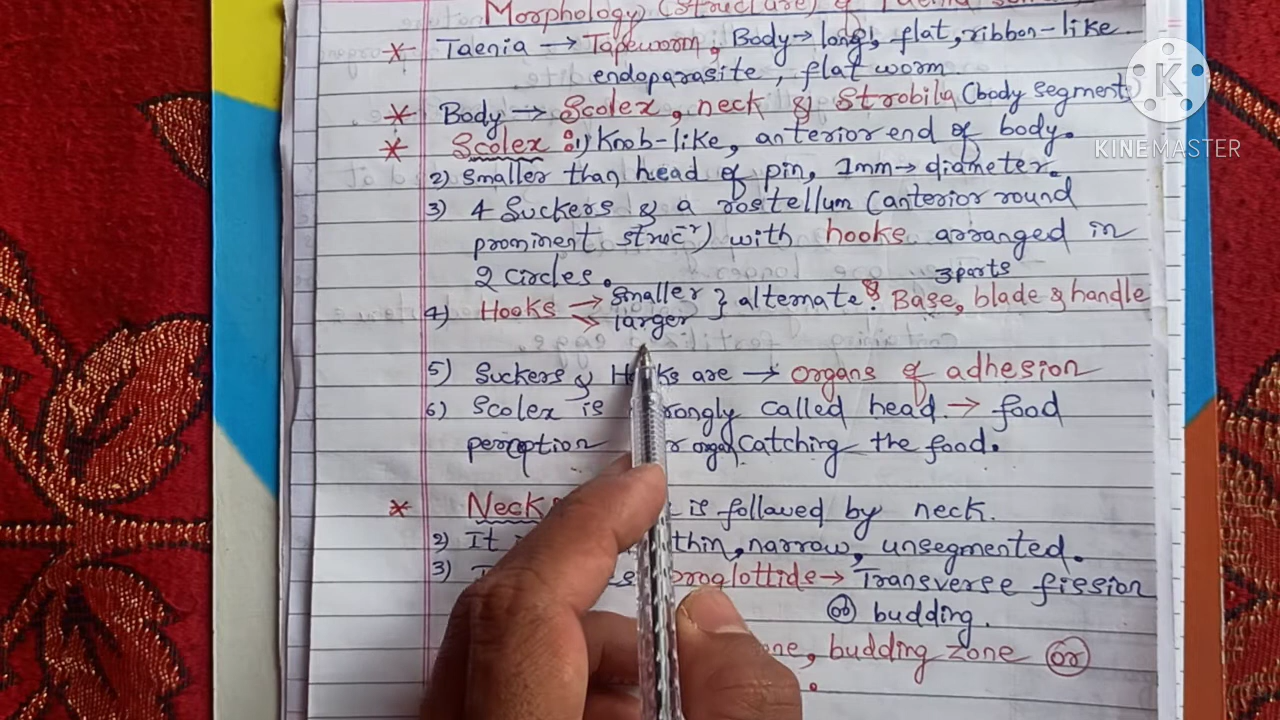 Morphology (Structure) of Taenia
* Taenia → Tapeworm, Body → long, flat, ribbon-like
endoparasite, flat worm.
* Body → Scolex, neck & Strobila (body segment)
* Scolex : 1) Knob-like, anterior end of body.
2) Smaller than head of pin, 1mm → diameter.
3) 4 Suckers & a rostellum (anterior round
prominent strucʳ) with hooks arranged in
2 circles.
3 parts
4) Hooks → Smaller } alternate & Base, blade & handle
→ larger
5) Suckers & Hooks are → organs of adhesion
6) Scolex is wrongly called head → food
perception or organ catching the food.
* Neck is followed by neck.
2) It thin, narrow, unsegmented.
3) proglottids → Transverse fission
or budding.
zone, budding zone or
KINEMASTER